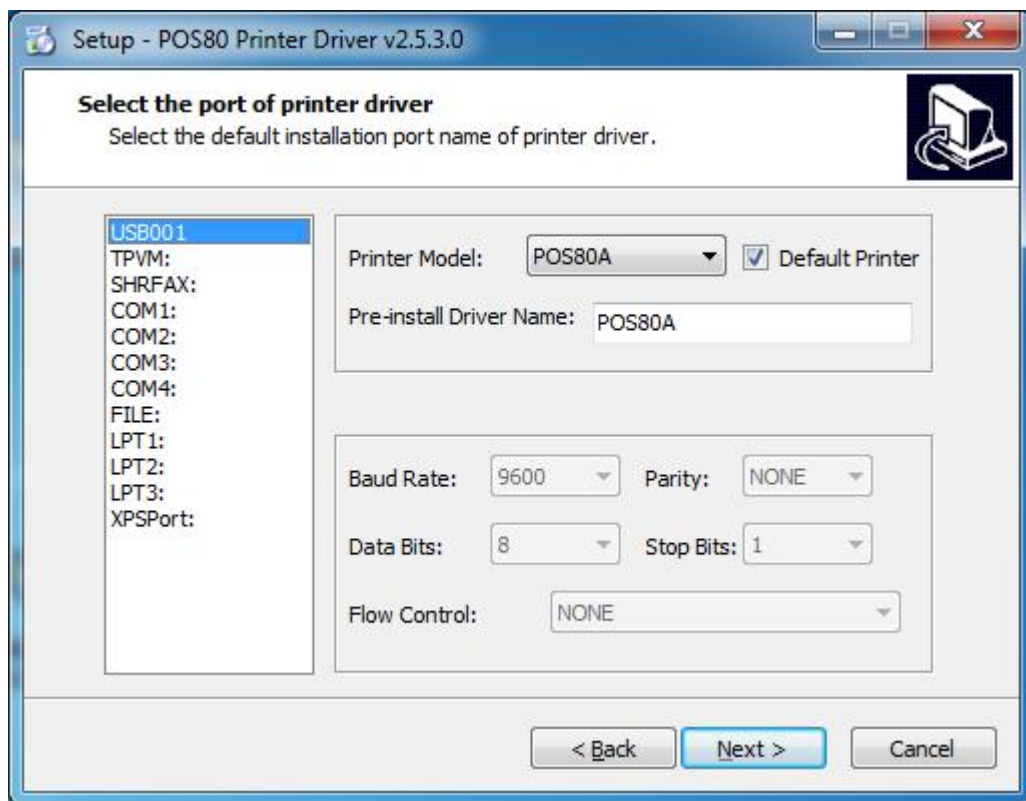 Setup - POS80 Printer Driver v2.5.3.0
Select the port of printer driver
Select the default installation port name of printer driver.
USB001
TPVM:
SHRFAX:
COM1:
COM2:
COM3:
COM4:
FILE:
LPT1:
LPT2:
LPT3:
XPSPort:
Printer Model: POS80A Default Printer
Pre-install Driver Name: POS80A
Baud Rate: 9600 Parity: NONE
Data Bits: 8 Stop Bits: 1
Flow Control: NONE
< Back Next > Cancel